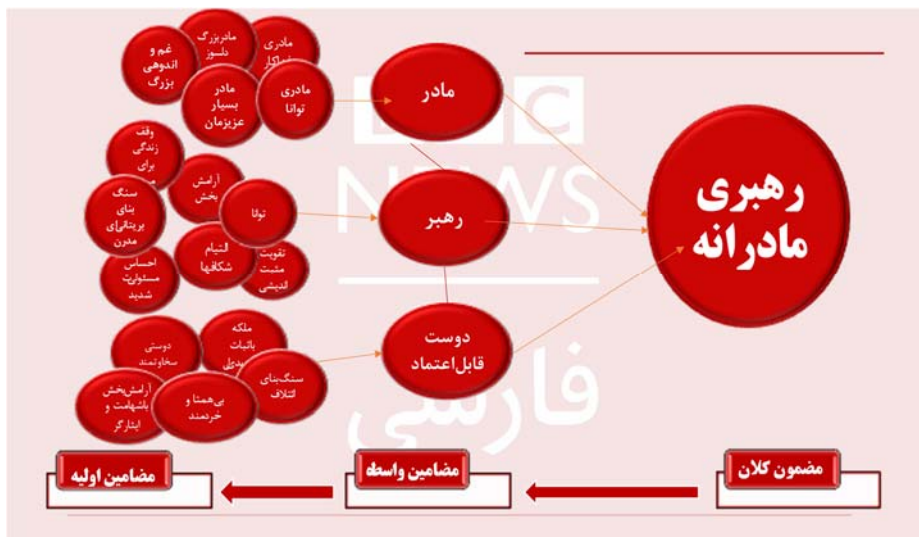 رهبری
مادرانه
مادر
رهبر
دوست
قابل‌اعتماد
مادری
مادربزرگ
دلسوز
غم و
اندوهی
بزرگ
مادری
توانا
مادر
بسیار
عزیزمان
وقف
زندگی
برای
آرامش
بخش
سنگ
بنای
بریتانیای
مدرن
توانا
التیام
شکافها
تقویت
مثبت
اندیشی
احساس
مسئولیت
شدید
ملکه
باثبات
دوستی
سخاوتمند
سنگ‌بنای
ائتلاف
بی‌همتا و
خردمند
آرامش‌بخش
باشهامت و
ایثارگر
NEWS
فارسی
مضمون کلان
مضامین واسطه
مضامین اولیه